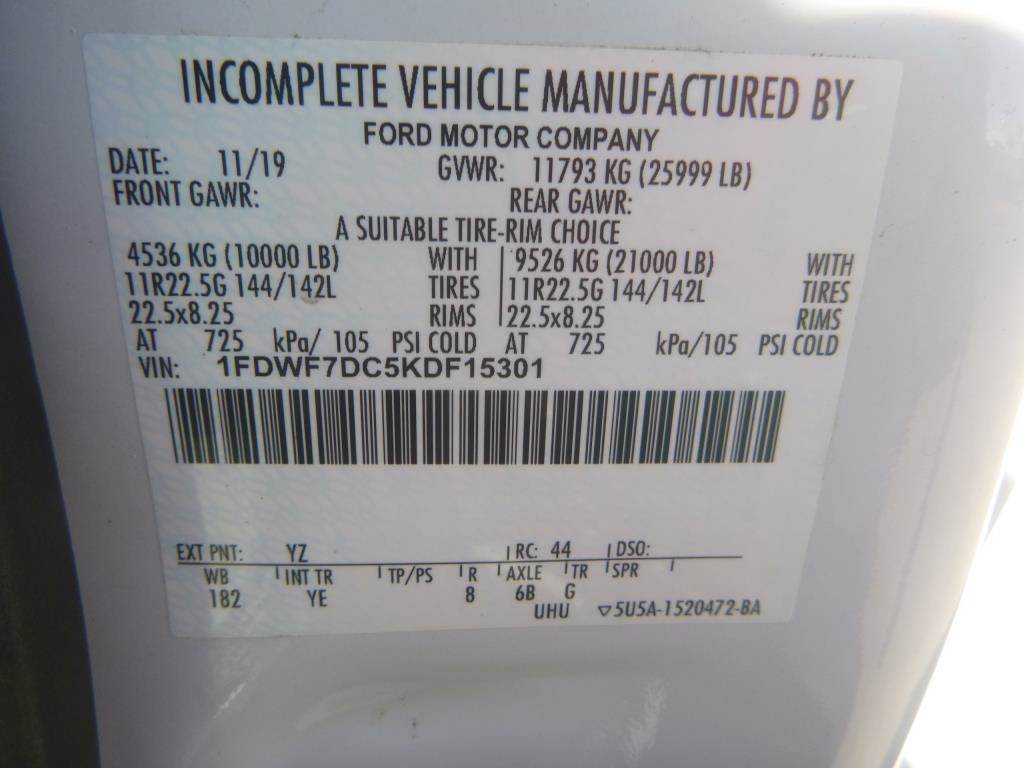 INCOMPLETE VEHICLE MANUFACTURED BY
FORD MOTOR COMPANY
DATE: 11/19 GVWR: 11793 KG (25999 LB)
FRONT GAWR: REAR GAWR:
A SUITABLE TIRE-RIM CHOICE
4536 KG (10000 LB) WITH 9526 KG (21000 LB) WITH
11R22.5G 144/142L TIRES 11R22.5G 144/142L TIRES
22.5x8.25 RIMS 22.5x8.25 RIMS
AT 725 kPa/ 105 PSI COLD AT 725 kPa/105 PSI COLD
VIN: 1FDWF7DC5KDF15301
EXT PNT: YZ RC: 44 DSO:
WB INT TR TP/PS R AXLE TR SPR
182 YE 8 6B G
UHU ▽5U5A-1520472-BA